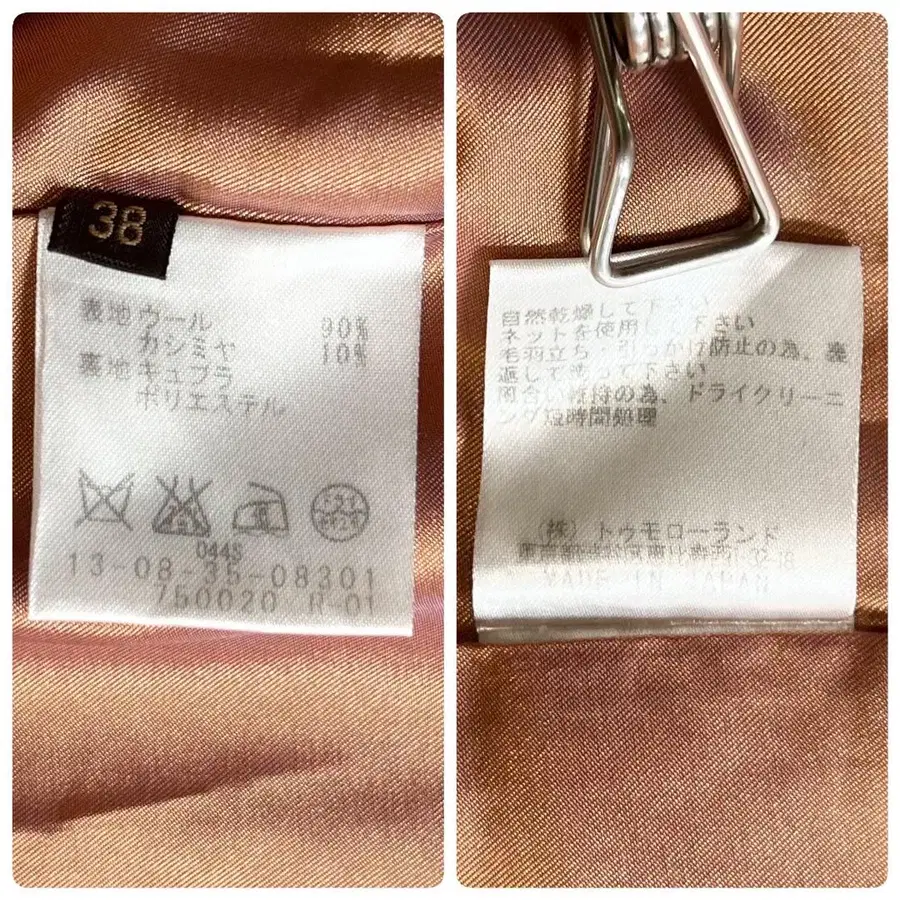 38
表地 ウール 90%
カシミヤ 10%
裏地 キュプラ
ポリエステル
ドライ
044S
13-08-35-08301
750020 R-01
自然乾燥して下さい
ネットを使用して下さい
毛羽立ち・引っかけ防止の為、裏
返して洗って下さい
風合い維持の為、ドライクリーニ
ング短時間処理
(株)トゥモローランド
MADE IN JAPAN